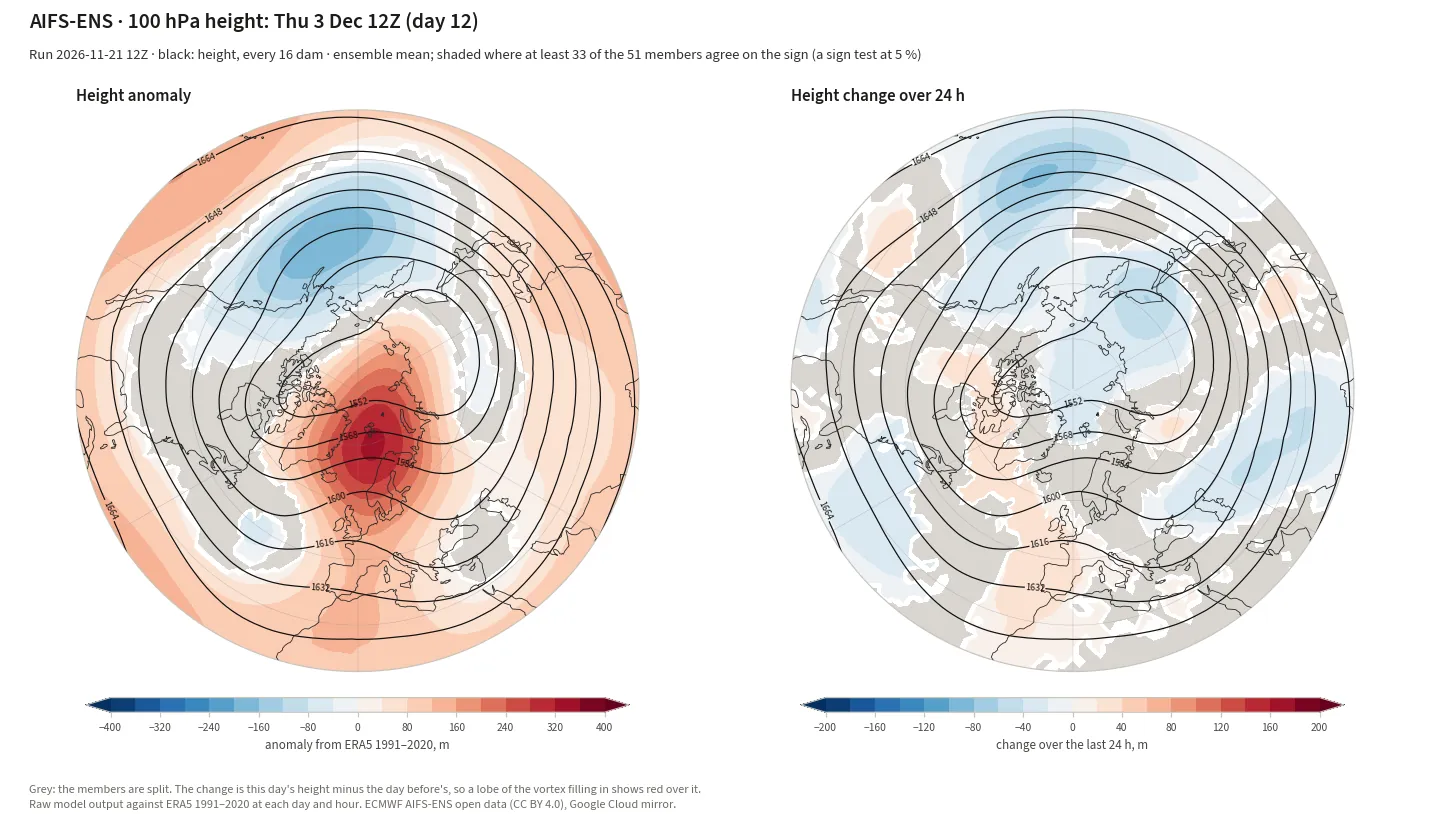 AIFS-ENS · 100 hPa height: Thu 3 Dec 12Z (day 12)
Run 2026-11-21 12Z · black: height, every 16 dam · ensemble mean; shaded where at least 33 of the 51 members agree on the sign (a sign test at 5 %)
Height anomaly
Height change over 24 h
1664
1648
1552
1568
1584
1600
1616
1632
1664
1664
1648
1552
1568
1584
1600
1616
1632
1664
−400 −320 −240 −160 −80 0 80 160 240 320 400
anomaly from ERA5 1991–2020, m
−200 −160 −120 −80 −40 0 40 80 120 160 200
change over the last 24 h, m
Grey: the members are split. The change is this day's height minus the day before's, so a lobe of the vortex filling in shows red over it.
Raw model output against ERA5 1991–2020 at each day and hour. ECMWF AIFS-ENS open data (CC BY 4.0), Google Cloud mirror.